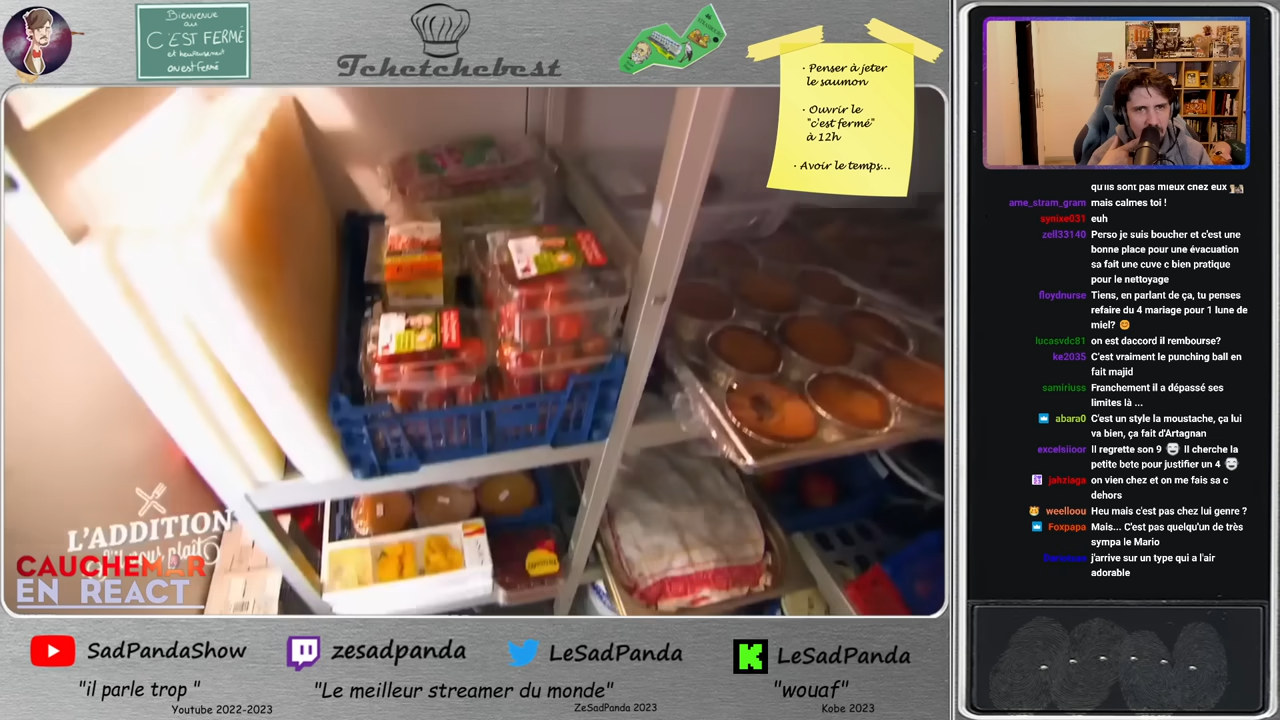 Bienvenue
au
C'EST FERMÉ
et heureusement
on est fermé
Tchetchebest
· Penser à jeter
le saumon
· Ouvrir le
"c'est fermé"
à 12h
· Avoir le temps...
L'ADDITION
s'il vous plaît
CAUCHEMAR
EN REACT
qu'ils sont pas mieux chez eux
ame_stram_gram mais calmes toi !
synixe031 euh
zell33140 Perso je suis boucher et c'est une
bonne place pour une évacuation
sa fait une cuve c bien pratique
pour le nettoyage
floydnurse Tiens, en parlant de ça, tu penses
refaire du 4 mariage pour 1 lune de
miel?
lucasvdc81 on est daccord il rembourse?
ke2035 C'est vraiment le punching ball en
fait majid
samiriuss Franchement il a dépassé ses
limites là ...
abara0 C'est un style la moustache, ça lui
va bien, ça fait d'Artagnan
excelsiioor Il regrette son 9 Il cherche la
petite bete pour justifier un 4
jahziaga on vien chez et on me fais sa c
dehors
weelloou Heu mais c'est pas chez lui genre ?
Foxpapa Mais... C'est pas quelqu'un de très
sympa le Mario
j'arrive sur un type qui a l'air
adorable
SadPandaShow
"il parle trop "
Youtube 2022-2023
zesadpanda
"Le meilleur streamer du monde"
ZeSadPanda 2023
LeSadPanda
LeSadPanda
"wouaf"
Kobe 2023